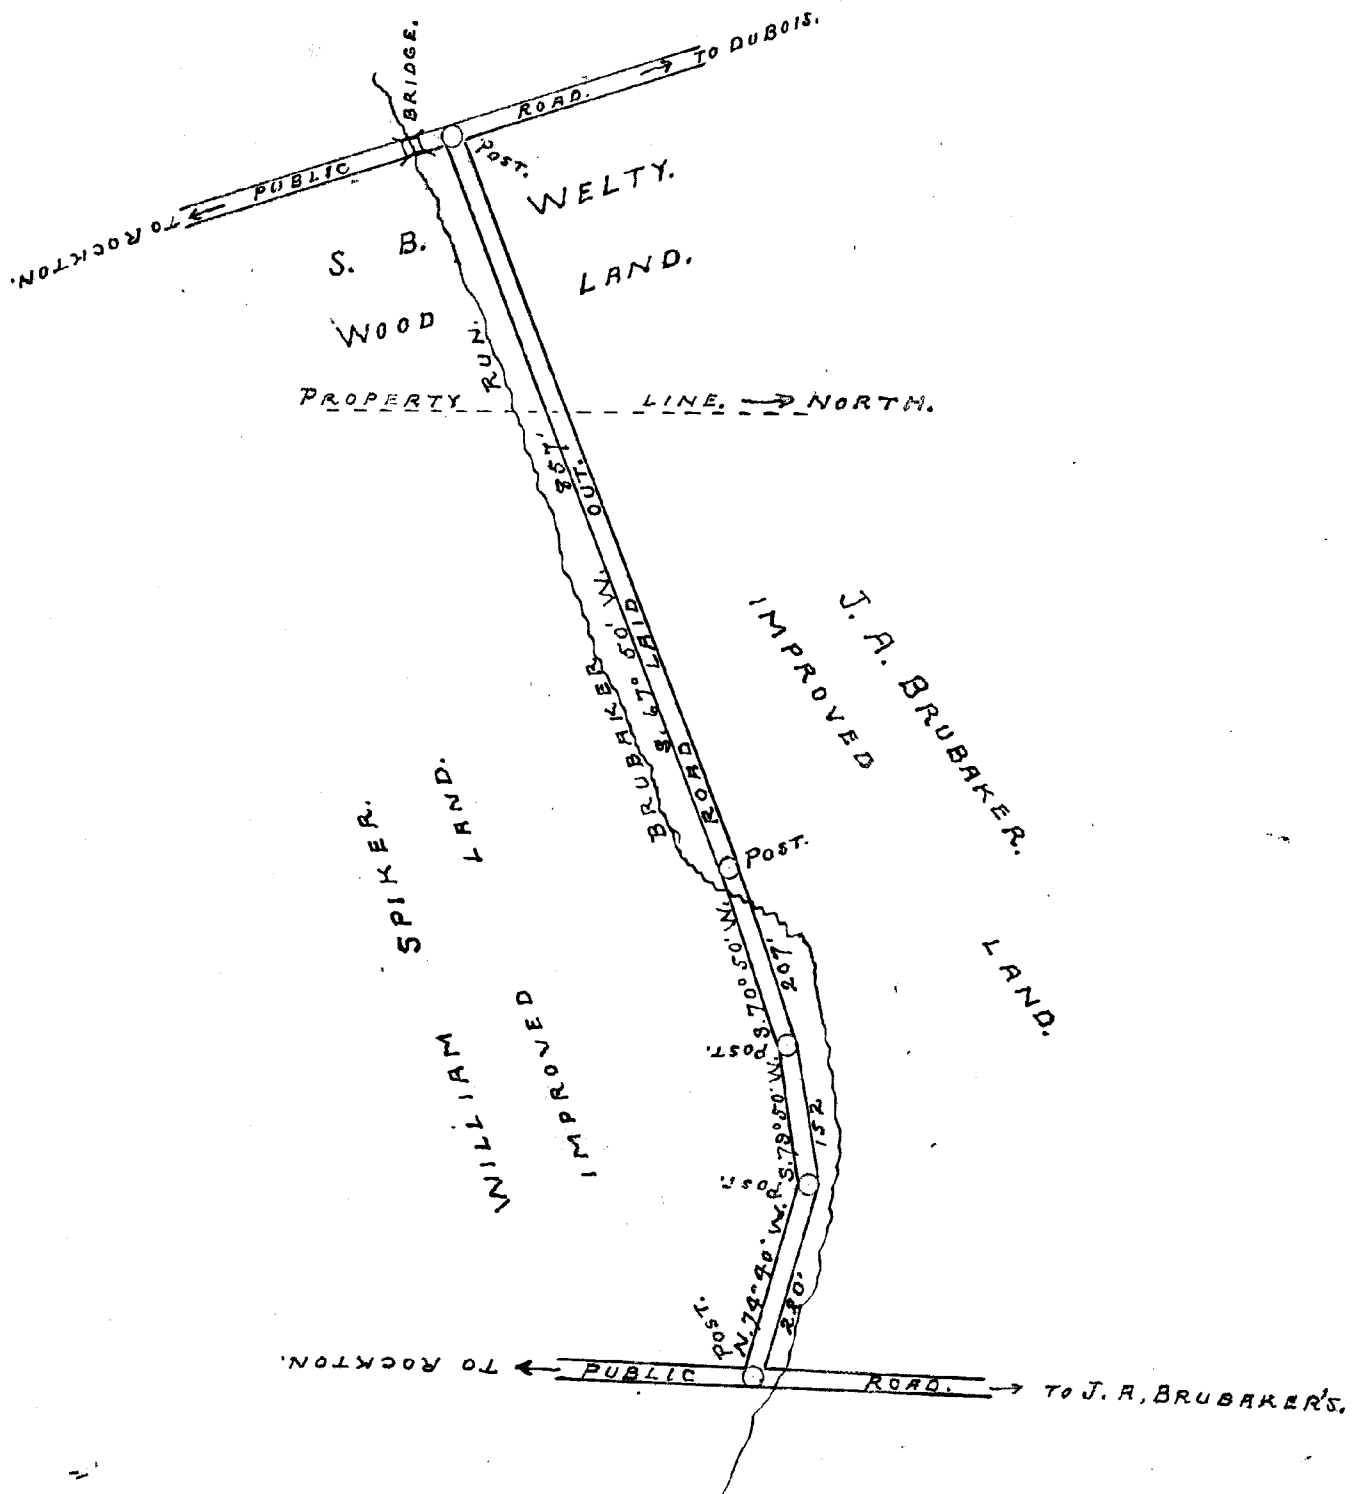 BRIDGE.
TO DUBOIS.
ROAD.
PUBLIC
TO ROCKTON.
POST.
WELTY.
LAND.
S. B.
WOOD
RUN.
PROPERTY LINE. → NORTH.
857'
OUT.
S. 67° 50' W.
LAID
ROAD
BRUBAKER
IMPROVED
J. A. BRUBAKER.
LAND.
SPIKER.
LAND.
POST.
S. 70° 50' W.
207'
POST.
WILLIAM
IMPROVED
S. 79° 50' W.
152
POST.
N. 74° 40' W.
280'
POST.
TO ROCKTON.
PUBLIC ROAD.
TO J. A. BRUBAKER'S.